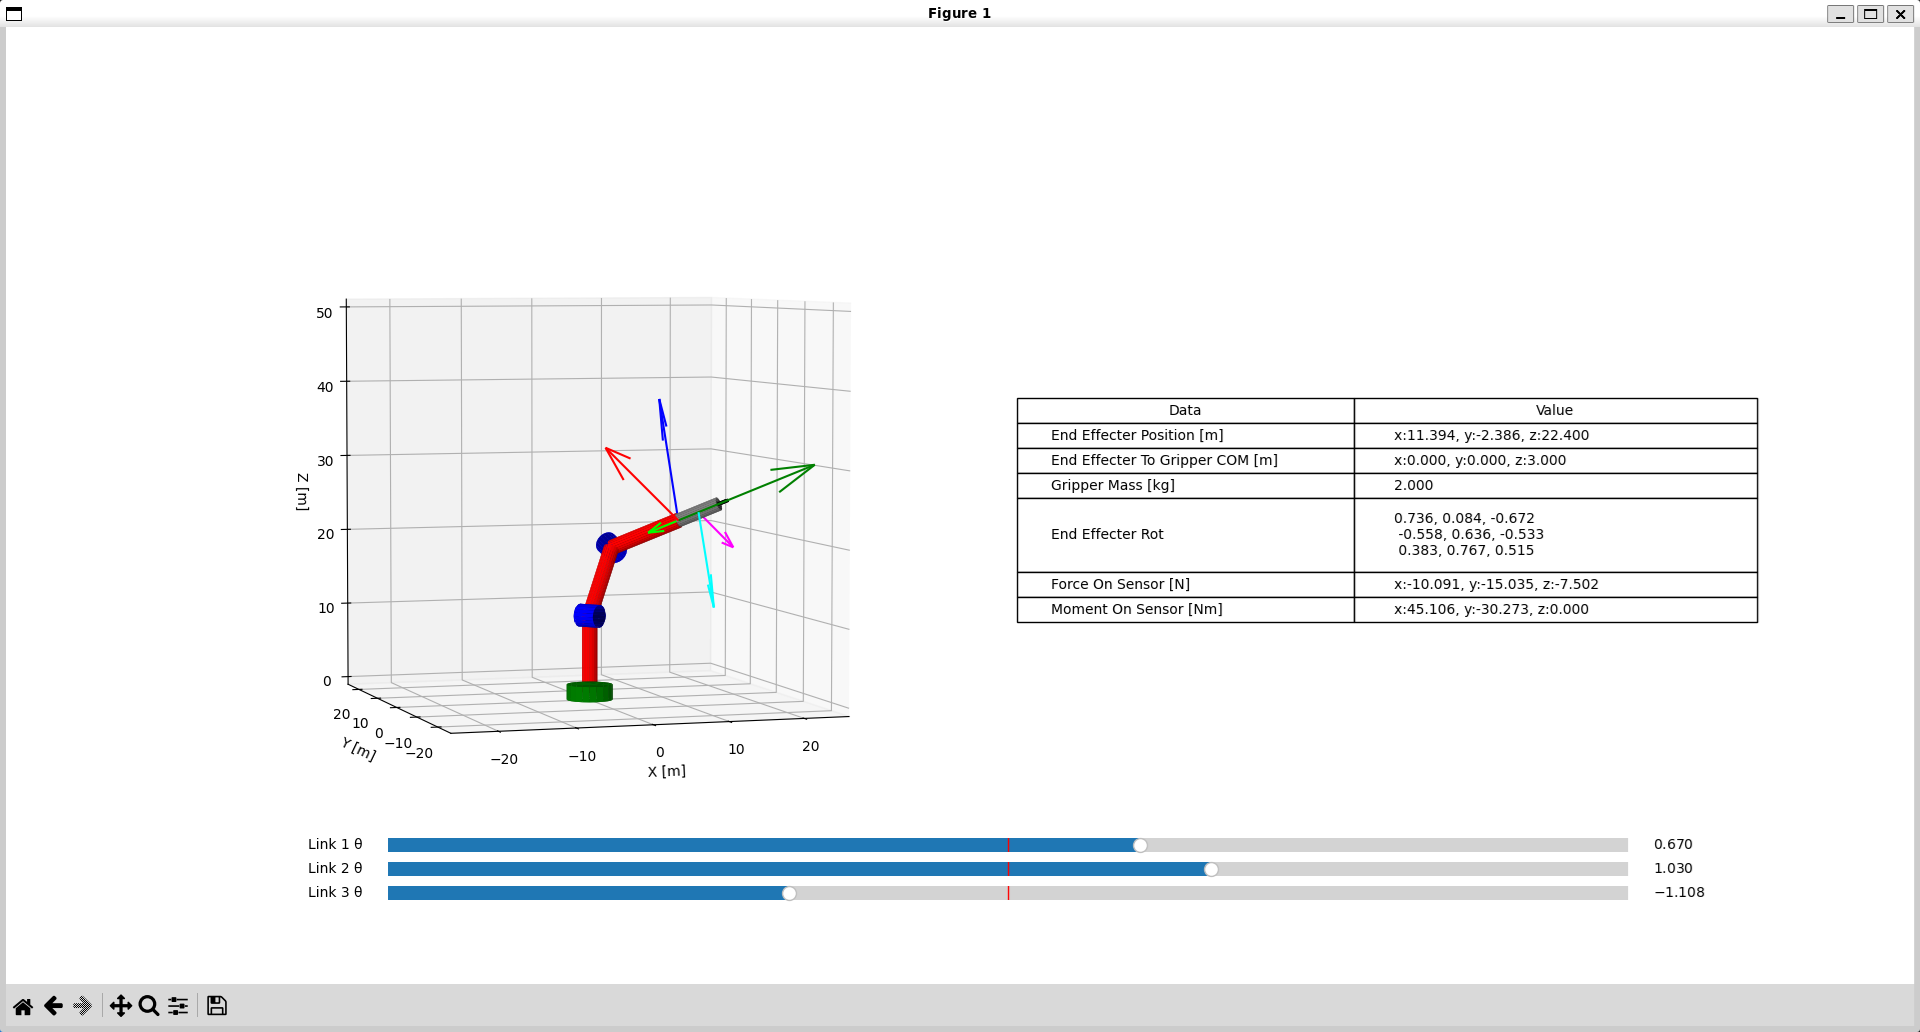 Figure 1
50
40
30
20
10
0
Z [m]
20
10
0
−10
−20
Y [m]
−20
−10
0
10
20
X [m]
Data Value
End Effecter Position [m] x:11.394, y:-2.386, z:22.400
End Effecter To Gripper COM [m] x:0.000, y:0.000, z:3.000
Gripper Mass [kg] 2.000
End Effecter Rot
0.736, 0.084, -0.672
-0.558, 0.636, -0.533
0.383, 0.767, 0.515
Force On Sensor [N] x:-10.091, y:-15.035, z:-7.502
Moment On Sensor [Nm] x:45.106, y:-30.273, z:0.000
Link 1 θ 0.670
Link 2 θ 1.030
Link 3 θ −1.108